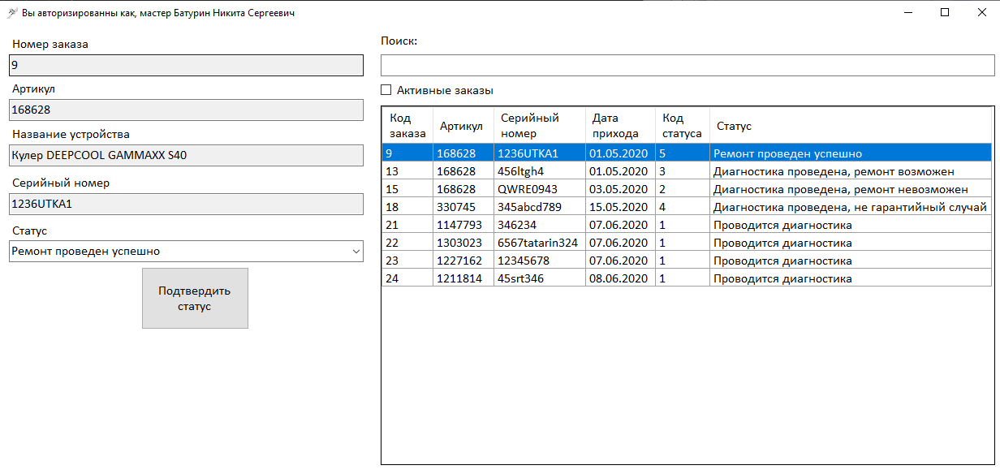 Вы авторизированны как, мастер Батурин Никита Сергеевич
Номер заказа
9
Артикул
168628
Название устройства
Кулер DEEPCOOL GAMMAXX S40
Серийный номер
1236UTKA1
Статус
Ремонт проведен успешно
Подтвердить
статус
Поиск:
Активные заказы
Код заказа Артикул Серийный номер Дата прихода Код статуса Статус
9 168628 1236UTKA1 01.05.2020 5 Ремонт проведен успешно
13 168628 456ltgh4 01.05.2020 3 Диагностика проведена, ремонт возможен
15 168628 QWRE0943 03.05.2020 2 Диагностика проведена, ремонт невозможен
18 330745 345abcd789 15.05.2020 4 Диагностика проведена, не гарантийный случай
21 1147793 346234 07.06.2020 1 Проводится диагностика
22 1303023 6567tatarin324 07.06.2020 1 Проводится диагностика
23 1227162 12345678 07.06.2020 1 Проводится диагностика
24 1211814 45srt346 08.06.2020 1 Проводится диагностика